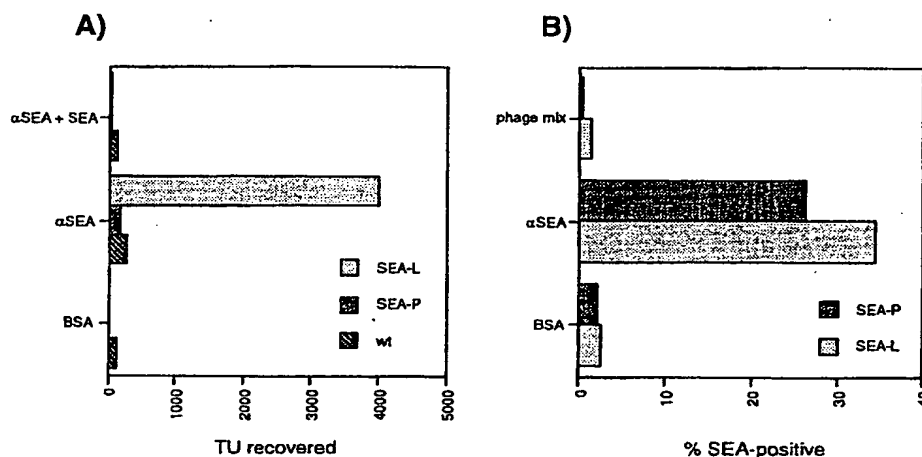 A)
αSEA + SEA
αSEA
BSA
SEA-L
SEA-P
wt
0
1000
2000
3000
4000
5000
TU recovered
B)
phage mix
αSEA
BSA
SEA-P
SEA-L
0
10
20
30
40
% SEA-positive